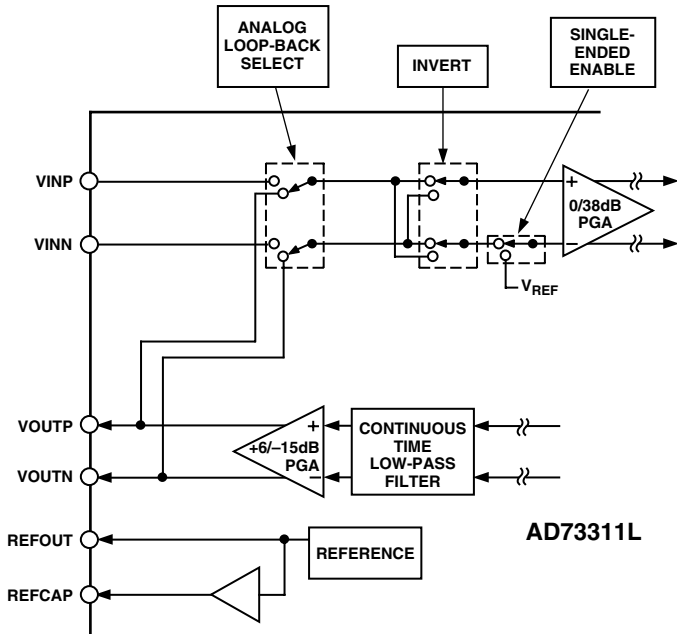 ANALOG
LOOP-BACK
SELECT
INVERT
SINGLE-
ENDED
ENABLE
VINP
VINN
+
0/38dB
PGA
–
VREF
VOUTP
VOUTN
+
+6/–15dB
PGA
–
CONTINUOUS
TIME
LOW-PASS
FILTER
REFOUT
REFCAP
REFERENCE
AD73311L